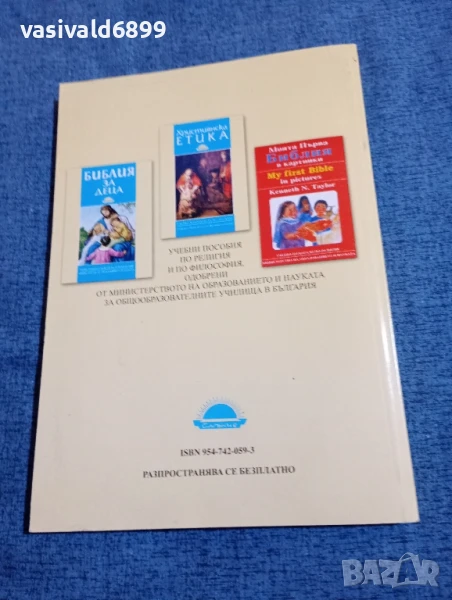 vasivald6899
Християнска
ЕТИКА
БИБЛИЯ
ЗА
ДЕЦА
Моята Първа
Библия
в картинки
My first Bible
in pictures
Kenneth N. Taylor
УЧЕБНИ ПОСОБИЯ
ПО РЕЛИГИЯ
И ПО ФИЛОСОФИЯ,
ОДОБРЕНИ
ОТ МИНИСТЕРСТВОТО НА ОБРАЗОВАНИЕТО И НАУКАТА
ЗА ОБЩООБРАЗОВАТЕЛНИТЕ УЧИЛИЩА В БЪЛГАРИЯ
ISBN 954-742-059-3
РАЗПРОСТРАНЯВА СЕ БЕЗПЛАТНО
BAZAR